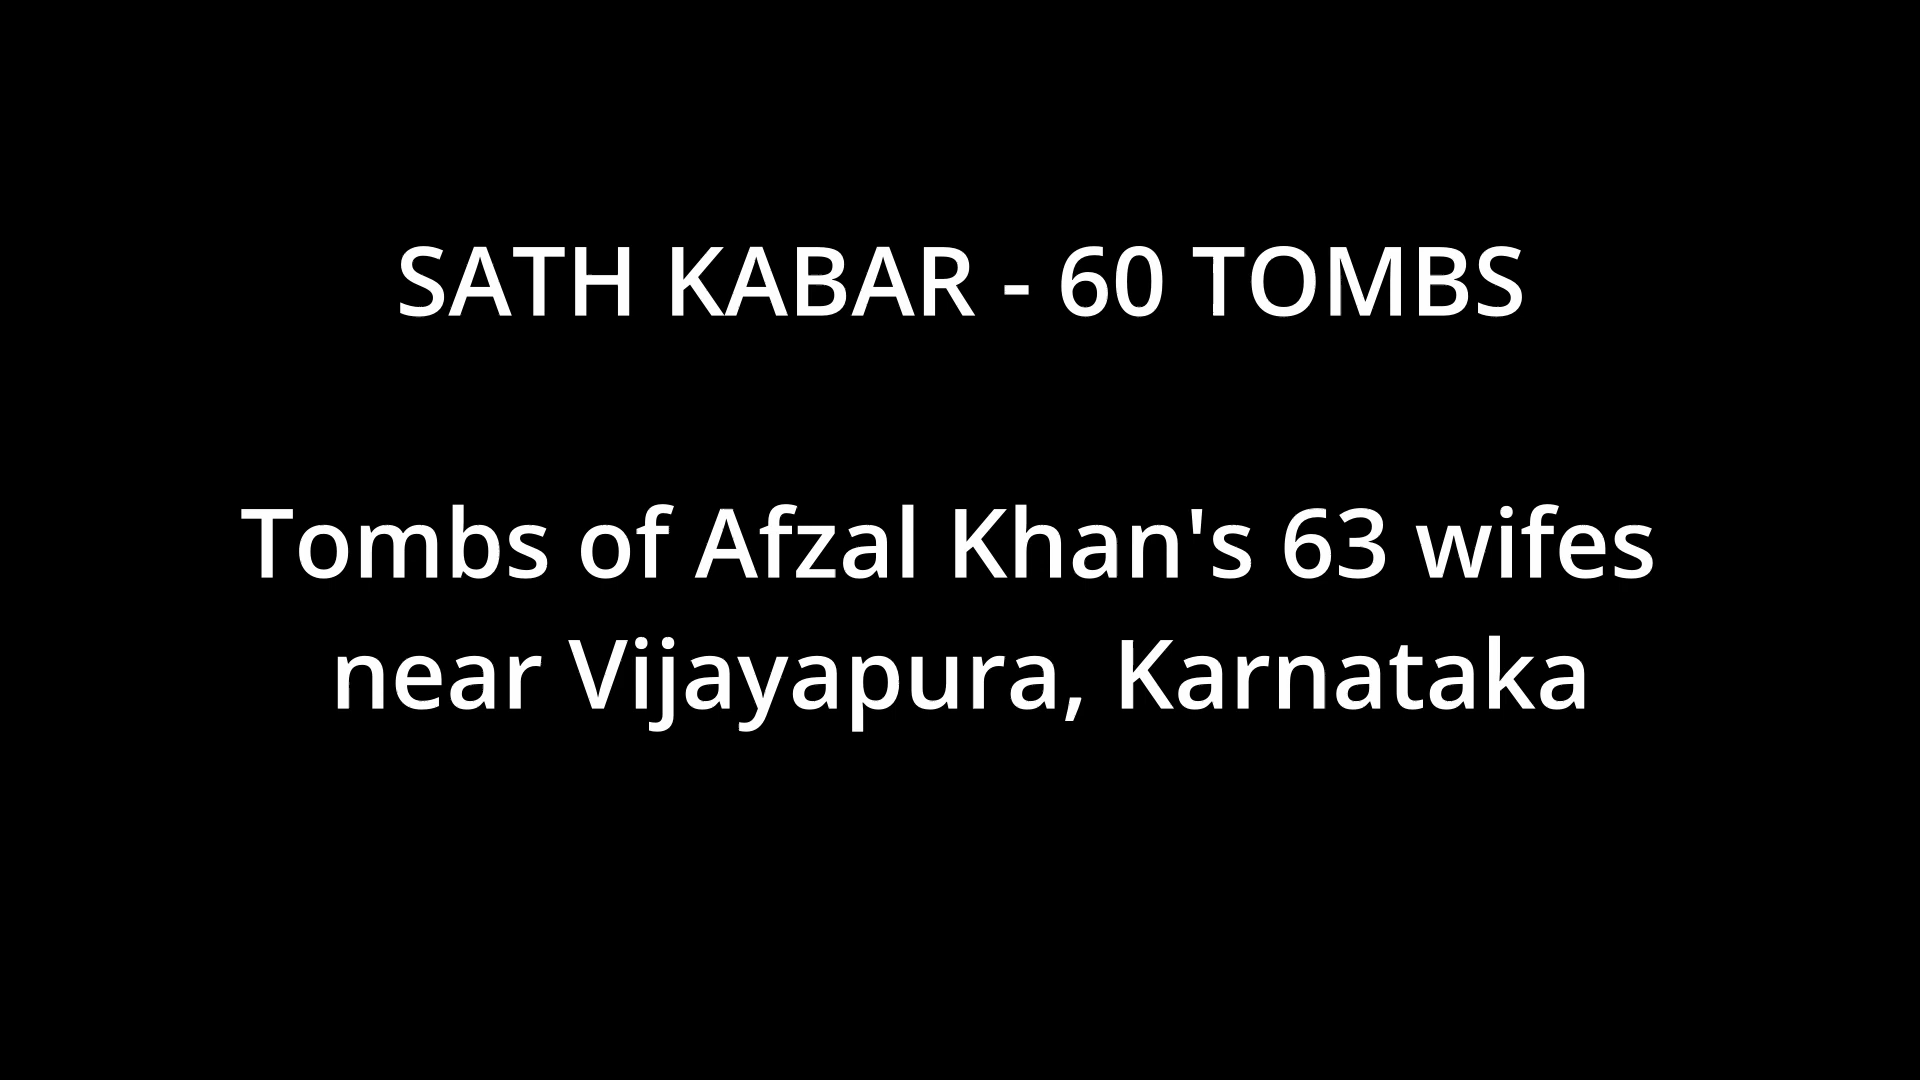 SATH KABAR - 60 TOMBS
Tombs of Afzal Khan's 63 wifes
near Vijayapura, Karnataka